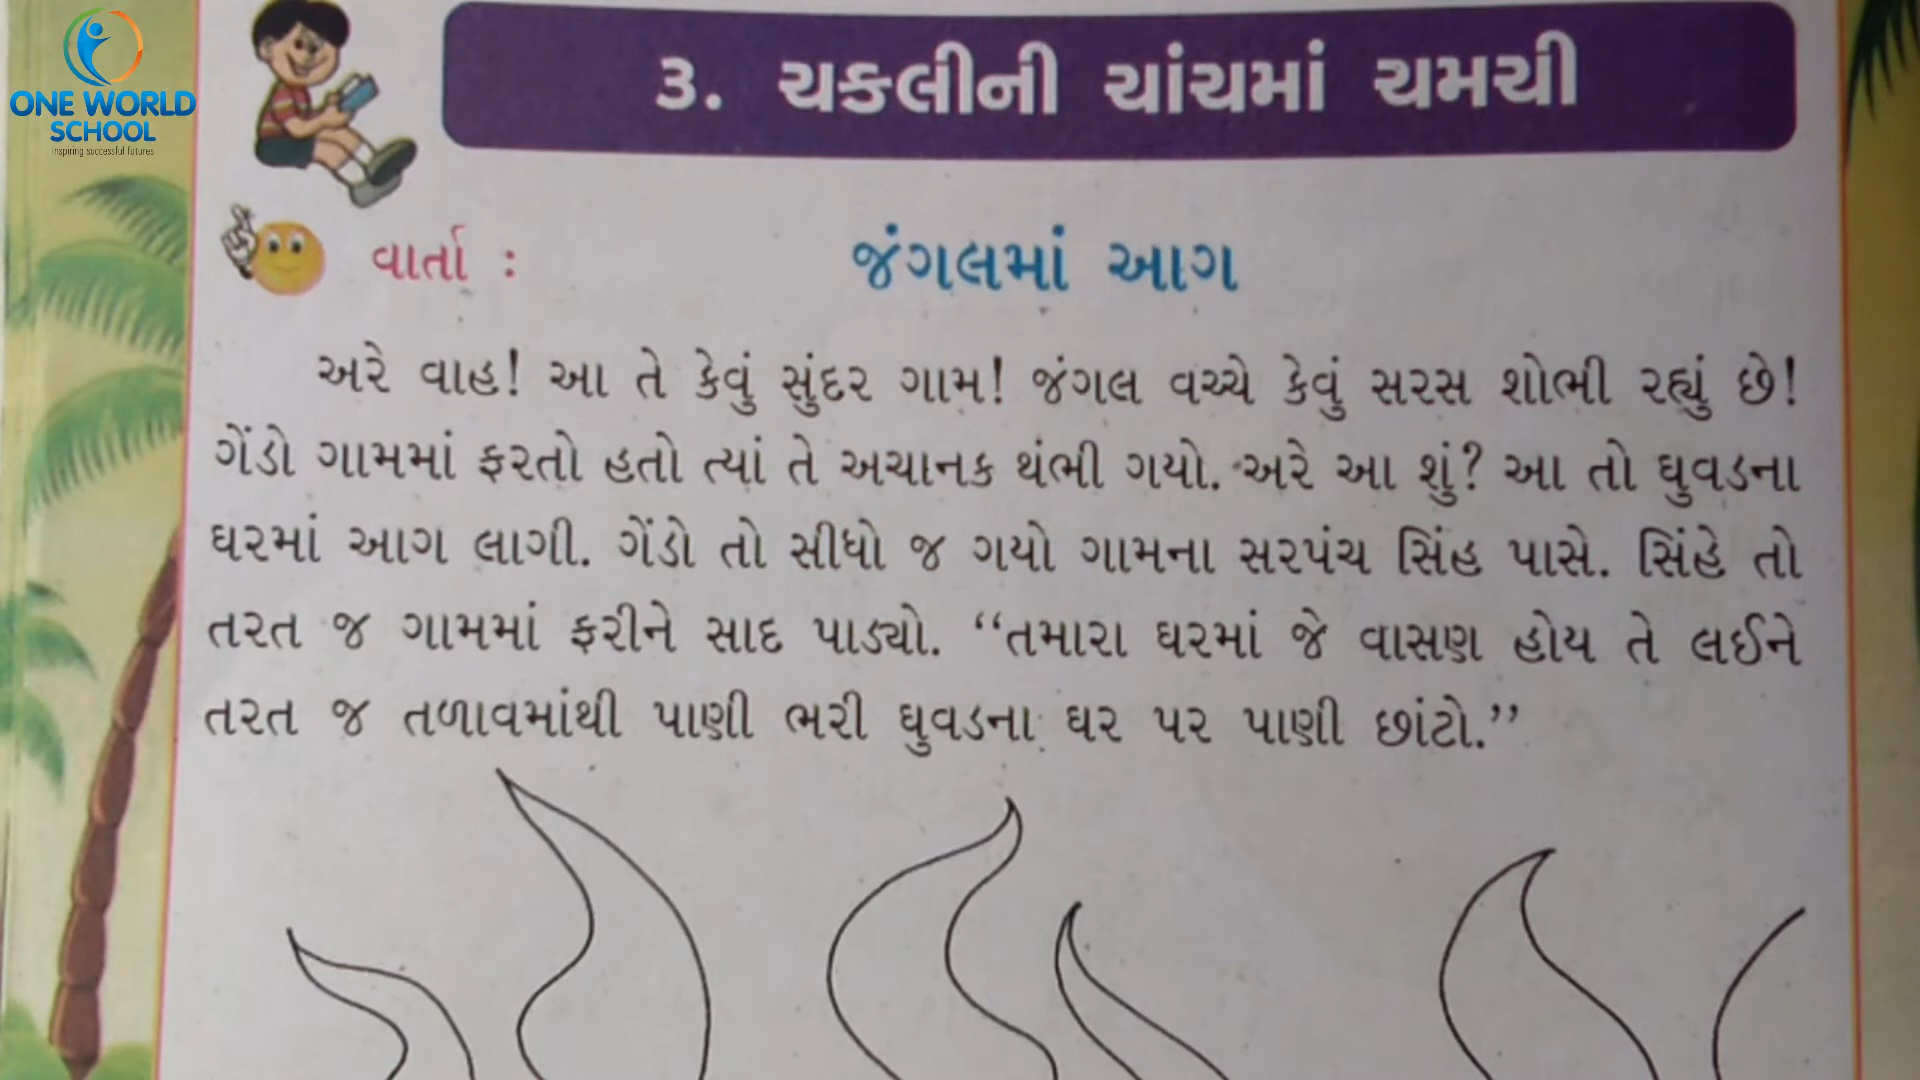 ONE WORLD
SCHOOL
inspiring successful futures
૩. ચકલીની ચાંચમાં ચમચી
વાર્તા : જંગલમાં આગ
અરે વાહ! આ તે કેવું સુંદર ગામ! જંગલ વચ્ચે કેવું સરસ શોભી રહ્યું છે!
ગેંડો ગામમાં ફરતો હતો ત્યાં તે અચાનક થંભી ગયો. અરે આ શું? આ તો ઘુવડના
ઘરમાં આગ લાગી. ગેંડો તો સીધો જ ગયો ગામના સરપંચ સિંહ પાસે. સિંહે તો
તરત જ ગામમાં ફરીને સાદ પાડ્યો. “તમારા ઘરમાં જે વાસણ હોય તે લઈને
તરત જ તળાવમાંથી પાણી ભરી ઘુવડના ઘર પર પાણી છાંટો.”